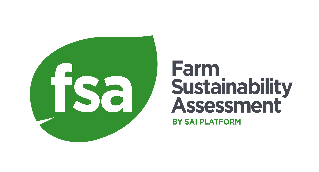 fsa
Farm
Sustainability
Assessment
BY SAI PLATFORM